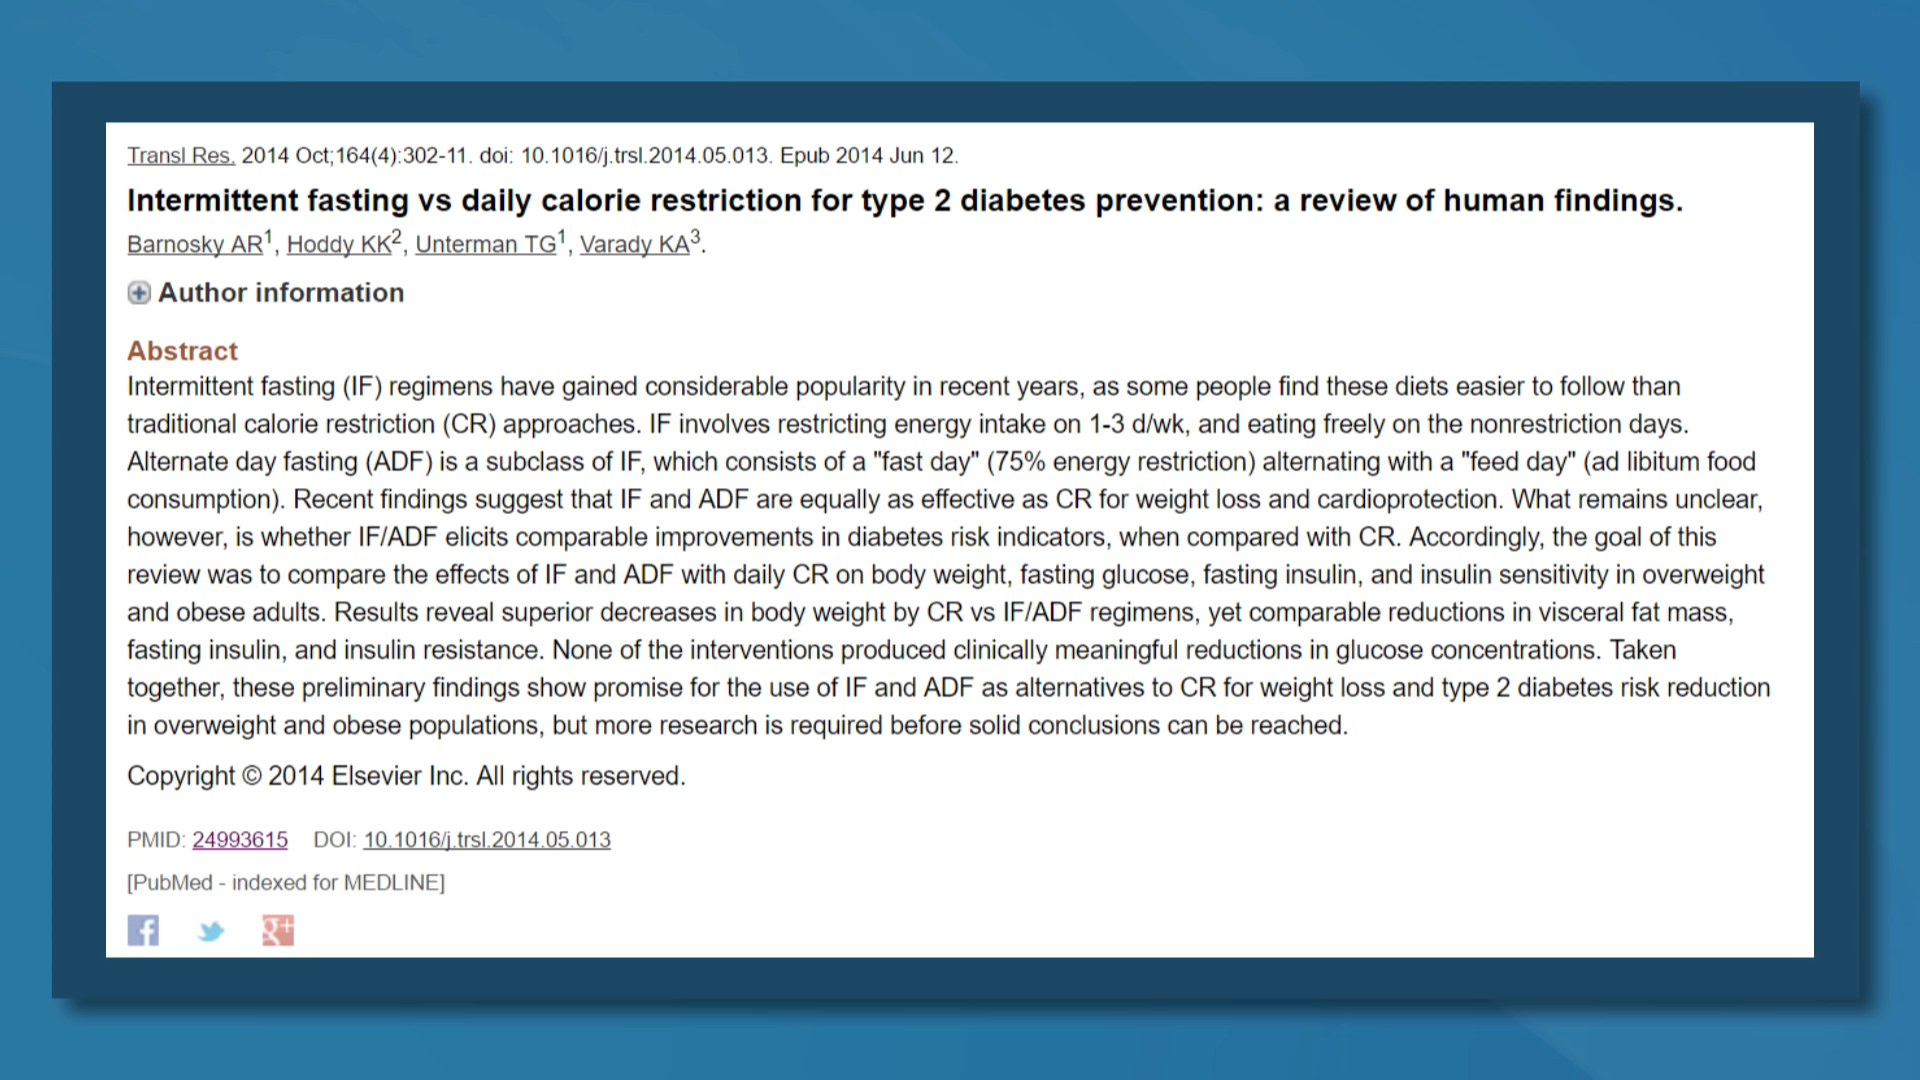 Transl Res. 2014 Oct;164(4):302-11. doi: 10.1016/j.trsl.2014.05.013. Epub 2014 Jun 12.
Intermittent fasting vs daily calorie restriction for type 2 diabetes prevention: a review of human findings.
Barnosky AR1, Hoddy KK2, Unterman TG1, Varady KA3.
Author information
Abstract
Intermittent fasting (IF) regimens have gained considerable popularity in recent years, as some people find these diets easier to follow than
traditional calorie restriction (CR) approaches. IF involves restricting energy intake on 1-3 d/wk, and eating freely on the nonrestriction days.
Alternate day fasting (ADF) is a subclass of IF, which consists of a "fast day" (75% energy restriction) alternating with a "feed day" (ad libitum food
consumption). Recent findings suggest that IF and ADF are equally as effective as CR for weight loss and cardioprotection. What remains unclear,
however, is whether IF/ADF elicits comparable improvements in diabetes risk indicators, when compared with CR. Accordingly, the goal of this
review was to compare the effects of IF and ADF with daily CR on body weight, fasting glucose, fasting insulin, and insulin sensitivity in overweight
and obese adults. Results reveal superior decreases in body weight by CR vs IF/ADF regimens, yet comparable reductions in visceral fat mass,
fasting insulin, and insulin resistance. None of the interventions produced clinically meaningful reductions in glucose concentrations. Taken
together, these preliminary findings show promise for the use of IF and ADF as alternatives to CR for weight loss and type 2 diabetes risk reduction
in overweight and obese populations, but more research is required before solid conclusions can be reached.
Copyright © 2014 Elsevier Inc. All rights reserved.
PMID: 24993615 DOI: 10.1016/j.trsl.2014.05.013
[PubMed - indexed for MEDLINE]
f g+